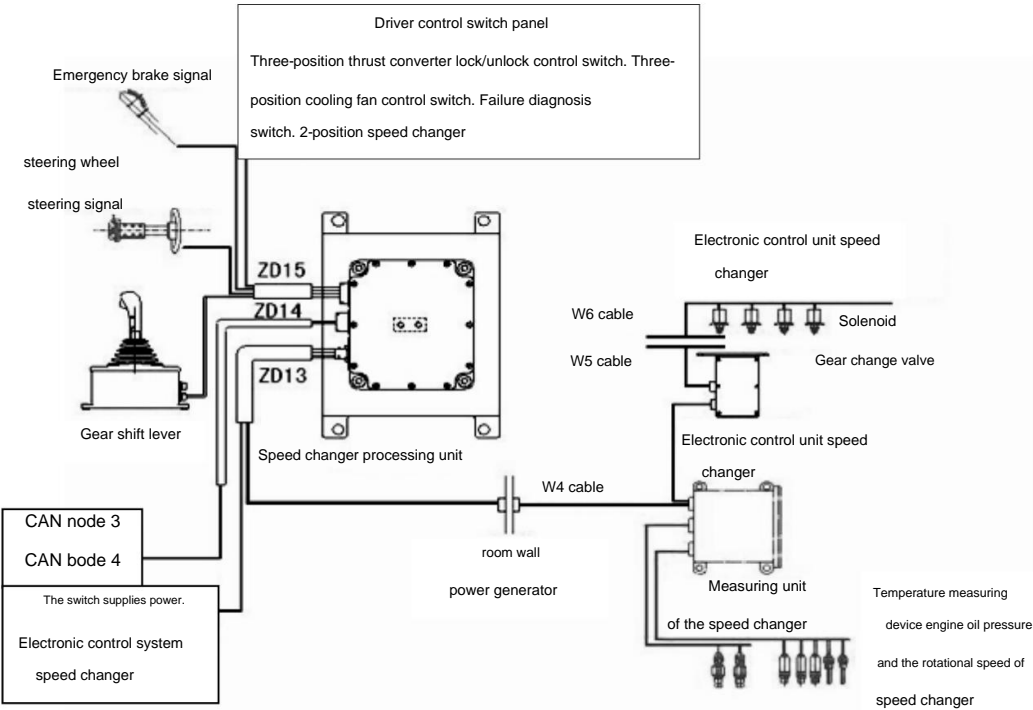 Driver control switch panel
Three-position thrust converter lock/unlock control switch. Three-
position cooling fan control switch. Failure diagnosis
switch. 2-position speed changer
Emergency brake signal
steering wheel
steering signal
ZD15
ZD14
ZD13
Gear shift lever
Speed changer processing unit
Electronic control unit speed
changer
W6 cable
Solenoid
W5 cable
Gear change valve
Electronic control unit speed
changer
W4 cable
room wall
power generator
Measuring unit
of the speed changer
Temperature measuring
device engine oil pressure
and the rotational speed of
speed changer
CAN node 3
CAN bode 4
The switch supplies power.
Electronic control system
speed changer